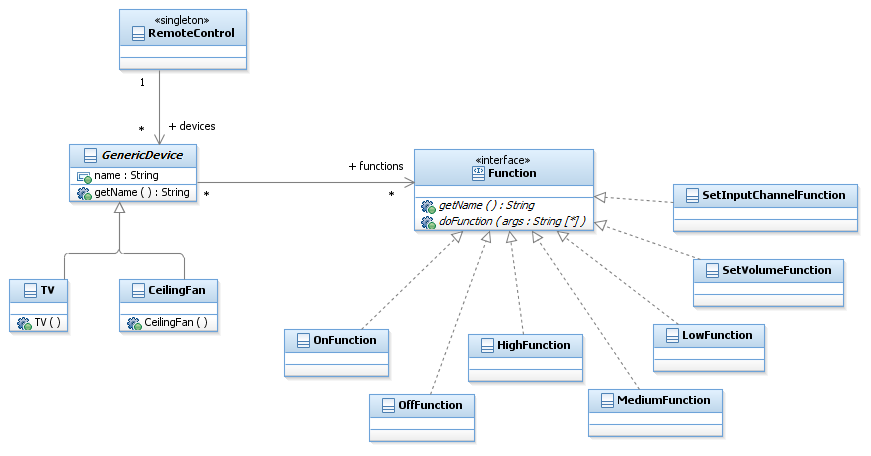 «singleton»
RemoteControl
1
*
+ devices
GenericDevice
name : String
getName ( ) : String
*
+ functions
*
«interface»
Function
getName ( ) : String
doFunction ( args : String [*] )
SetInputChannelFunction
SetVolumeFunction
TV
TV ( )
CeilingFan
CeilingFan ( )
OnFunction
HighFunction
LowFunction
OffFunction
MediumFunction